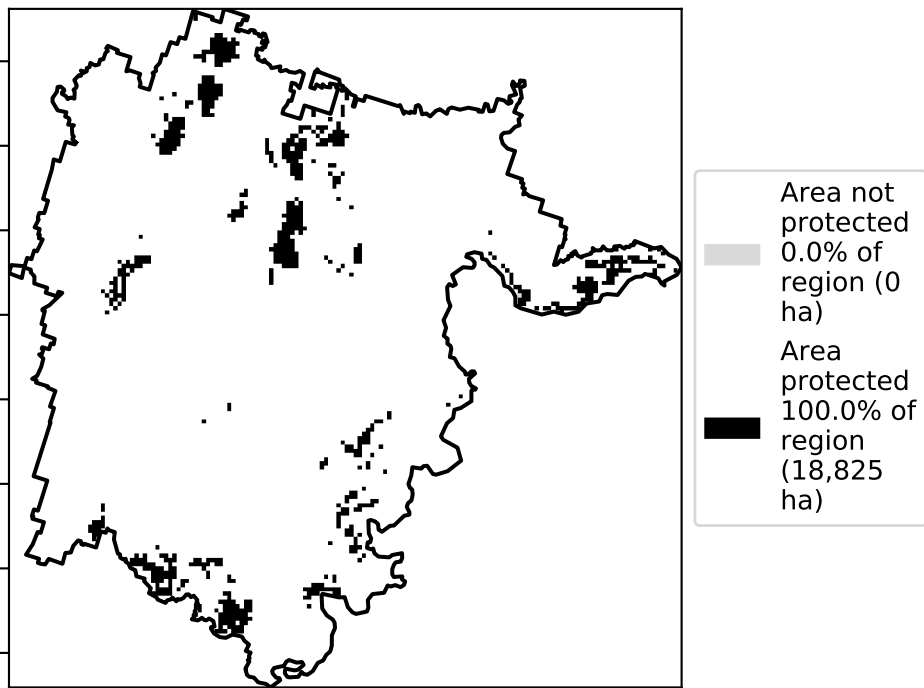 Area not
protected
0.0% of
region (0
ha)
Area
protected
100.0% of
region
(18,825
ha)